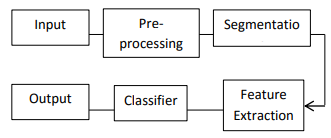 Input
Pre-
processing
Segmentatio
Output
Classifier
Feature
Extraction